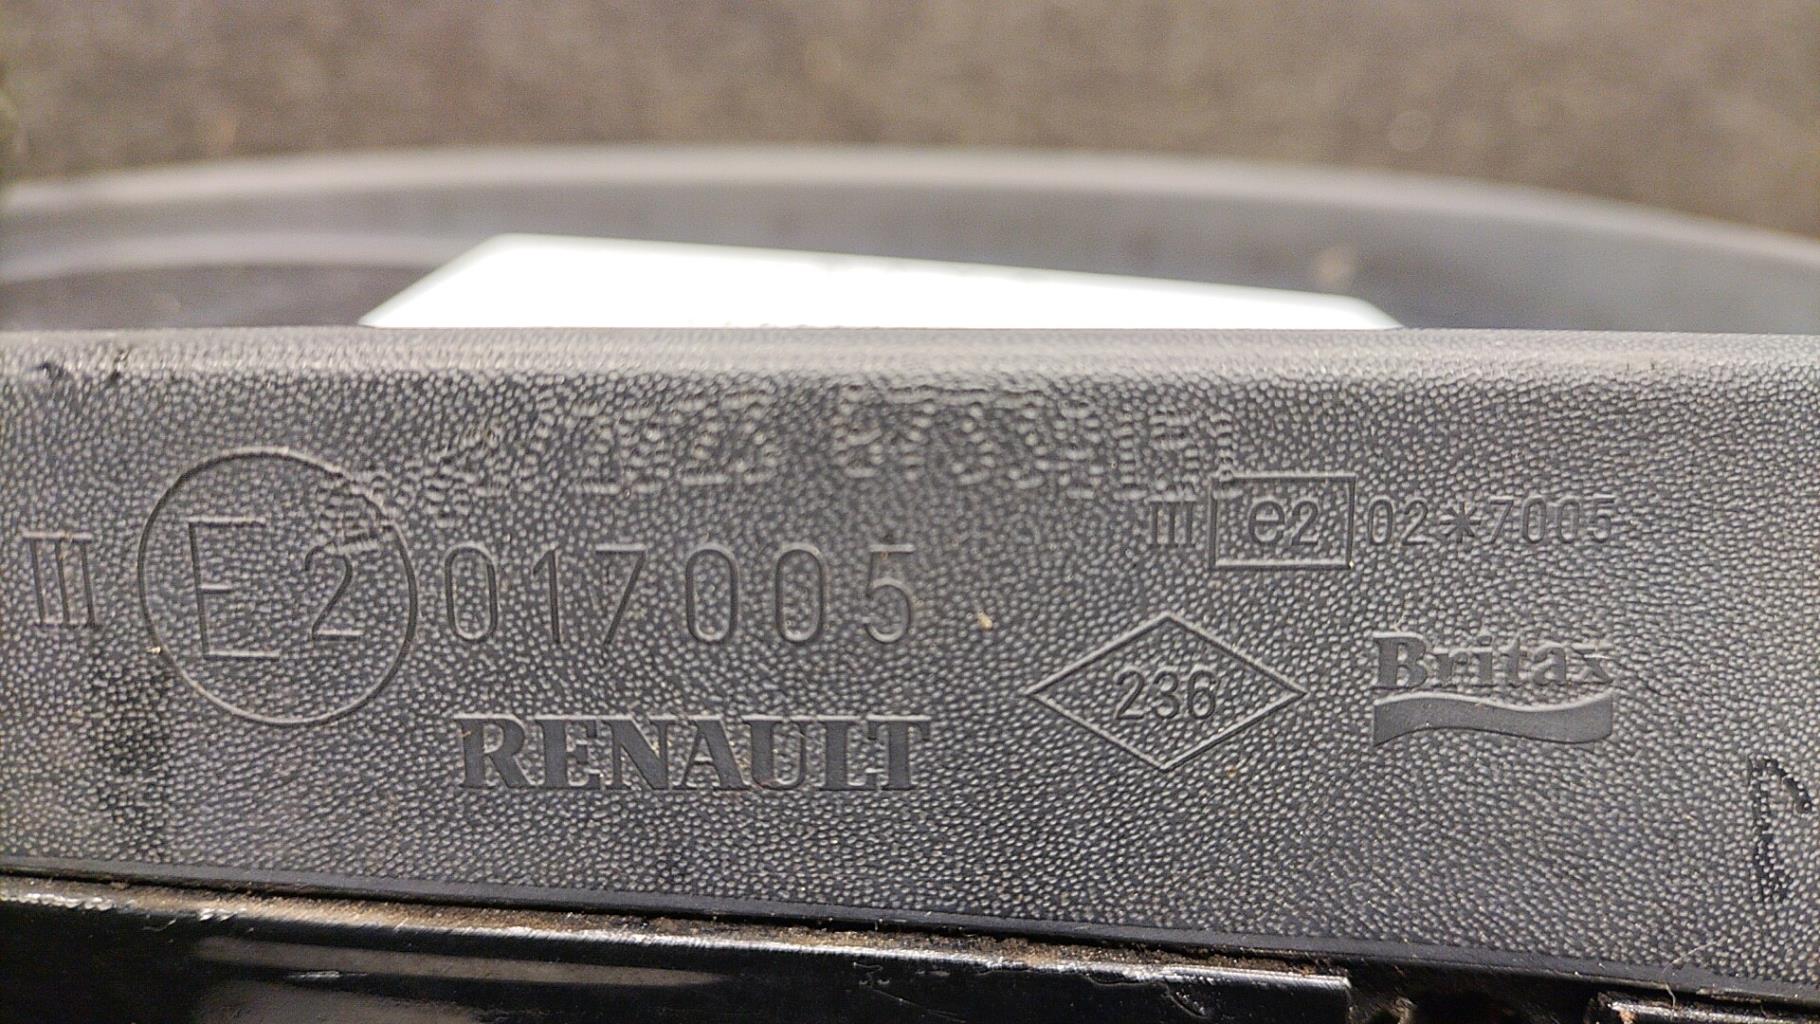 III E2 017005
III e2 02*7005
236
Britax
RENAULT